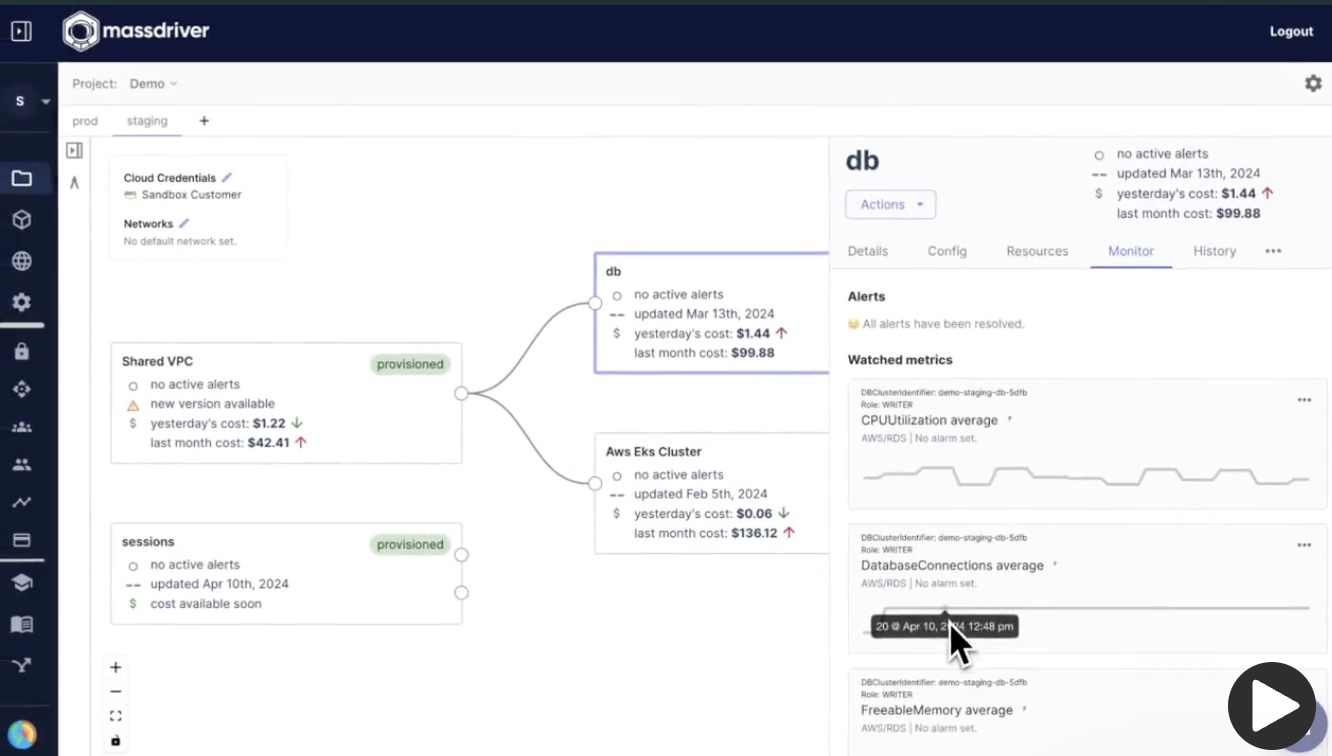 massdriver
Logout
Project: Demo
S
prod staging +
Cloud Credentials
Sandbox Customer
Networks
No default network set.
Shared VPC
provisioned
no active alerts
new version available
$ yesterday's cost: $1.22 ↓
last month cost: $42.41 ↑
sessions
provisioned
no active alerts
-- updated Apr 10th, 2024
$ cost available soon
db
no active alerts
-- updated Mar 13th, 2024
$ yesterday's cost: $1.44 ↑
last month cost: $99.88
Aws Eks Cluster
no active alerts
-- updated Feb 5th, 2024
$ yesterday's cost: $0.06 ↓
last month cost: $136.12 ↑
db
Actions
no active alerts
-- updated Mar 13th, 2024
$ yesterday's cost: $1.44 ↑
last month cost: $99.88
Details Config Resources Monitor History •••
Alerts
All alerts have been resolved.
Watched metrics
DBClusterIdentifier: demo-staging-db-5dfb
Role: WRITER
CPUUtilization average
AWS/RDS | No alarm set.
DBClusterIdentifier: demo-staging-db-5dfb
Role: WRITER
DatabaseConnections average
AWS/RDS | No alarm set.
20 @ Apr 10, 2024 12:48 pm
DBClusterIdentifier: demo-staging-db-5dfb
Role: WRITER
FreeableMemory average
AWS/RDS | No alarm set.